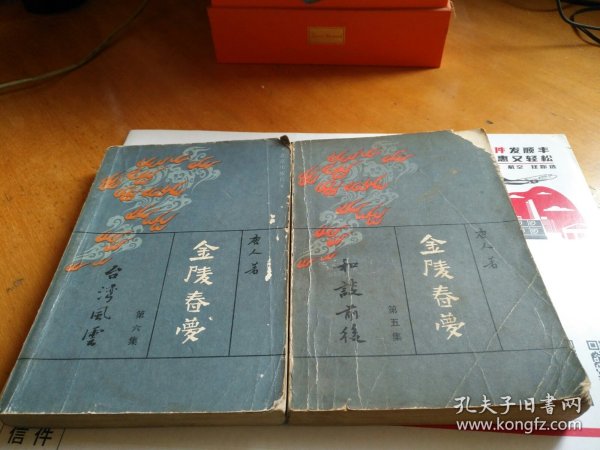 唐人著
金陵春夢
第六集
台灣風雲
唐人著
金陵春夢
第五集
和談前後
件发顺丰
惠又轻松
信件
孔夫子旧书网
www.kongfz.com